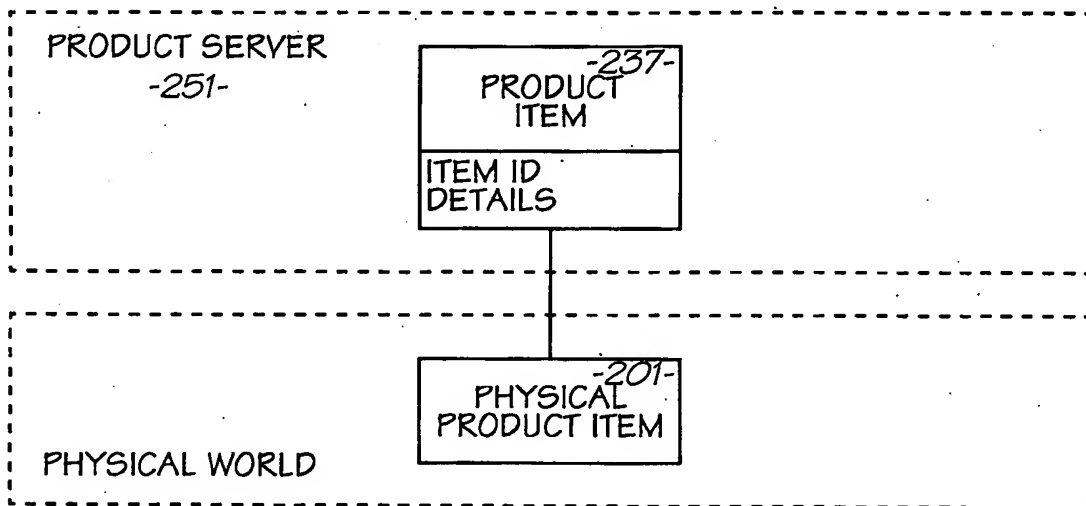 PRODUCT SERVER
-251-
-237-
PRODUCT
ITEM
ITEM ID
DETAILS
-201-
PHYSICAL
PRODUCT ITEM
PHYSICAL WORLD